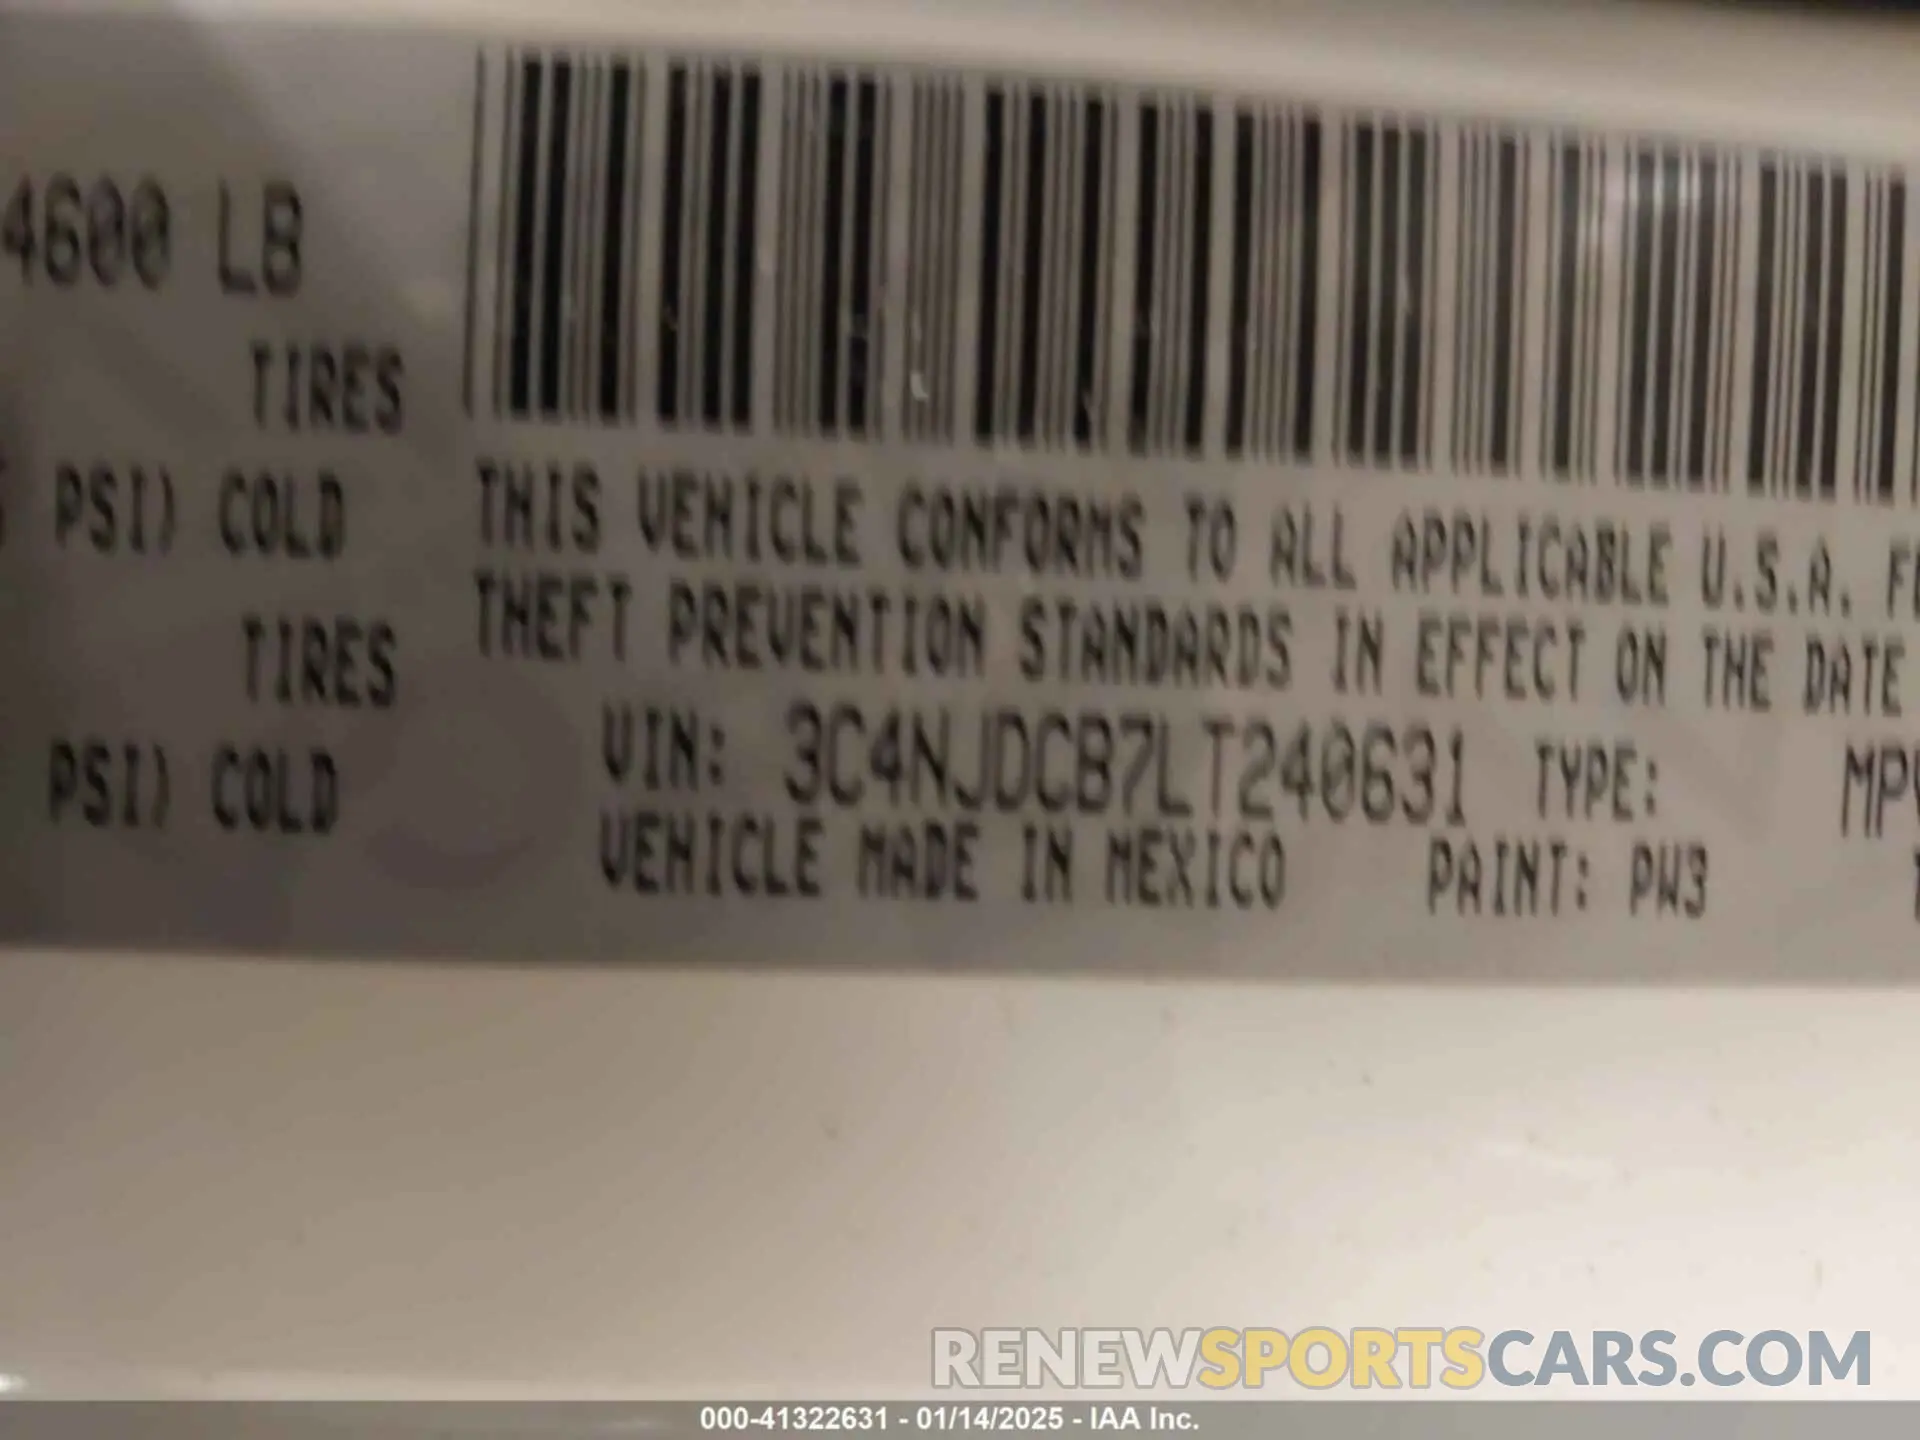 4600 LB
TIRES
PSI) COLD
TIRES
PSI) COLD
THIS VEHICLE CONFORMS TO ALL APPLICABLE U.S.A.
THEFT PREVENTION STANDARDS IN EFFECT ON THE DATE
VIN: 3C4NJDCB7LT240631 TYPE: MPV
VEHICLE MADE IN MEXICO PAINT: PW3
RENEWSPORTSCARS.COM
000-41322631 - 01/14/2025 - IAA Inc.